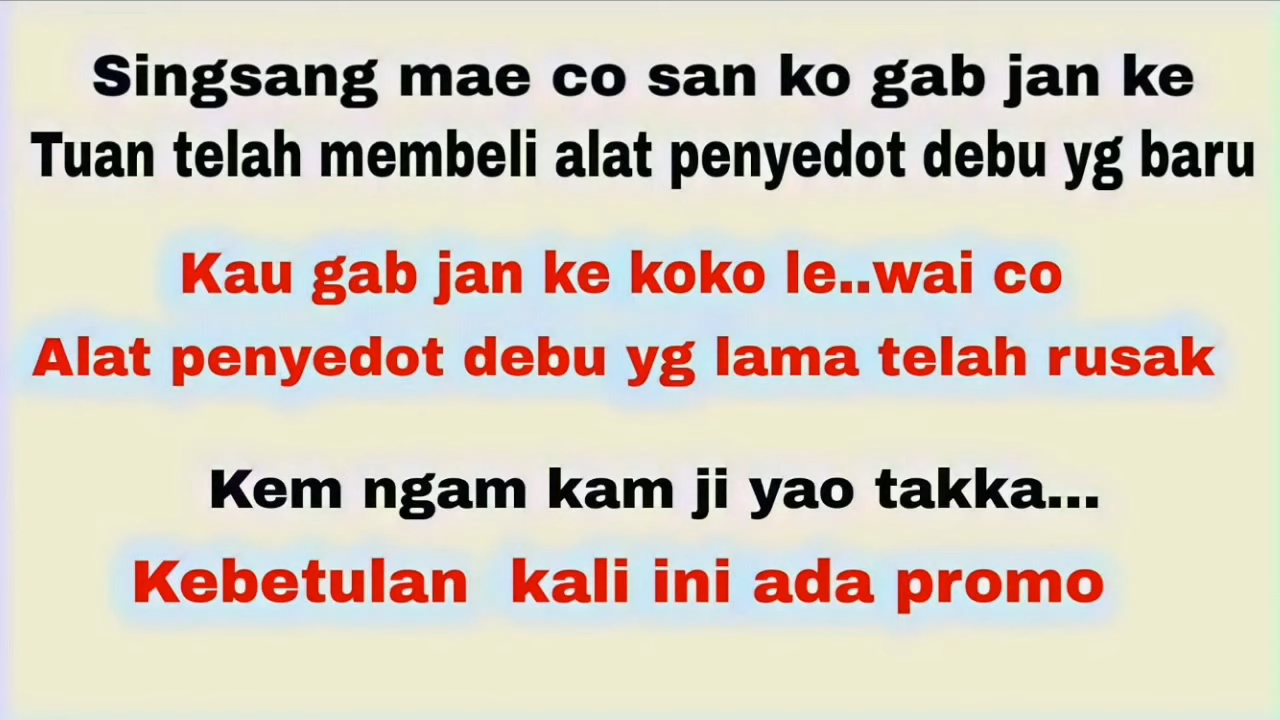 Singsang mae co san ko gab jan ke
Tuan telah membeli alat penyedot debu yg baru
Kau gab jan ke koko le..wai co
Alat penyedot debu yg lama telah rusak
Kem ngam kam ji yao takka...
Kebetulan kali ini ada promo